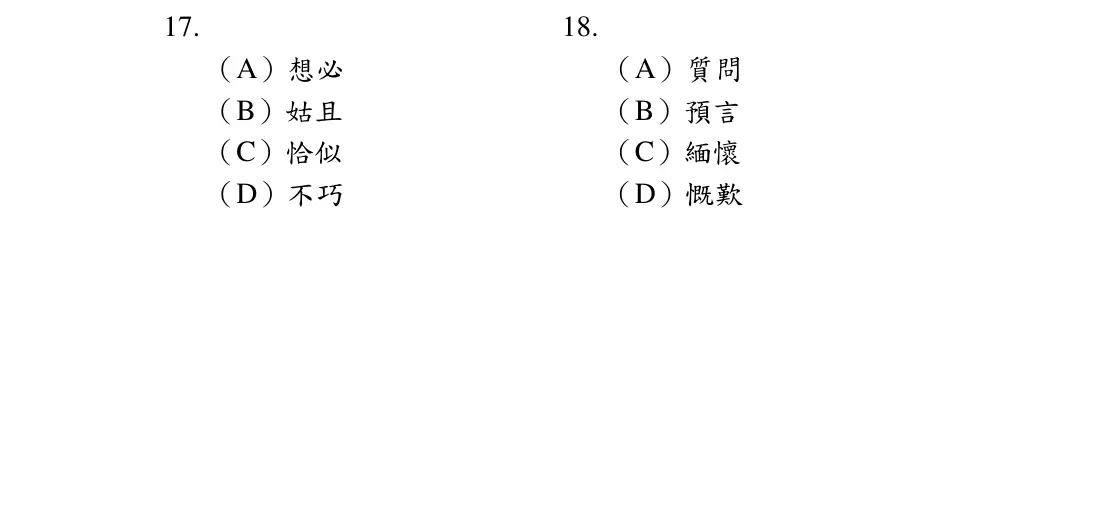 17.
（A）想必
（B）姑且
（C）恰似
（D）不巧
18.
（A）質問
（B）預言
（C）緬懷
（D）慨歎